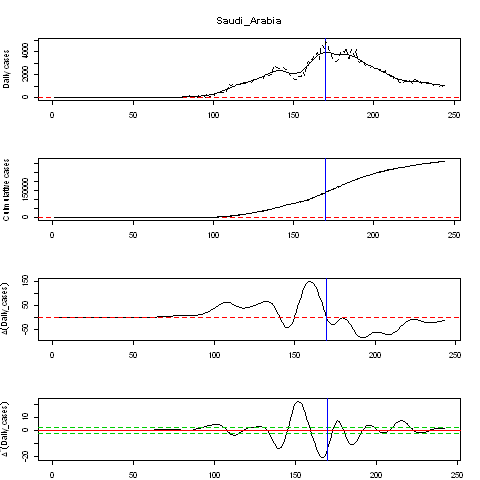 Saudi_Arabia
Daily cases
0 2000 4000
0 50 100 150 200 250
Culmulative cases
0 150000
0 50 100 150 200 250
Δ(Daily_cases)
-50 50 150
0 50 100 150 200 250
Δ²(Daily_cases)
-20 0 10
0 50 100 150 200 250